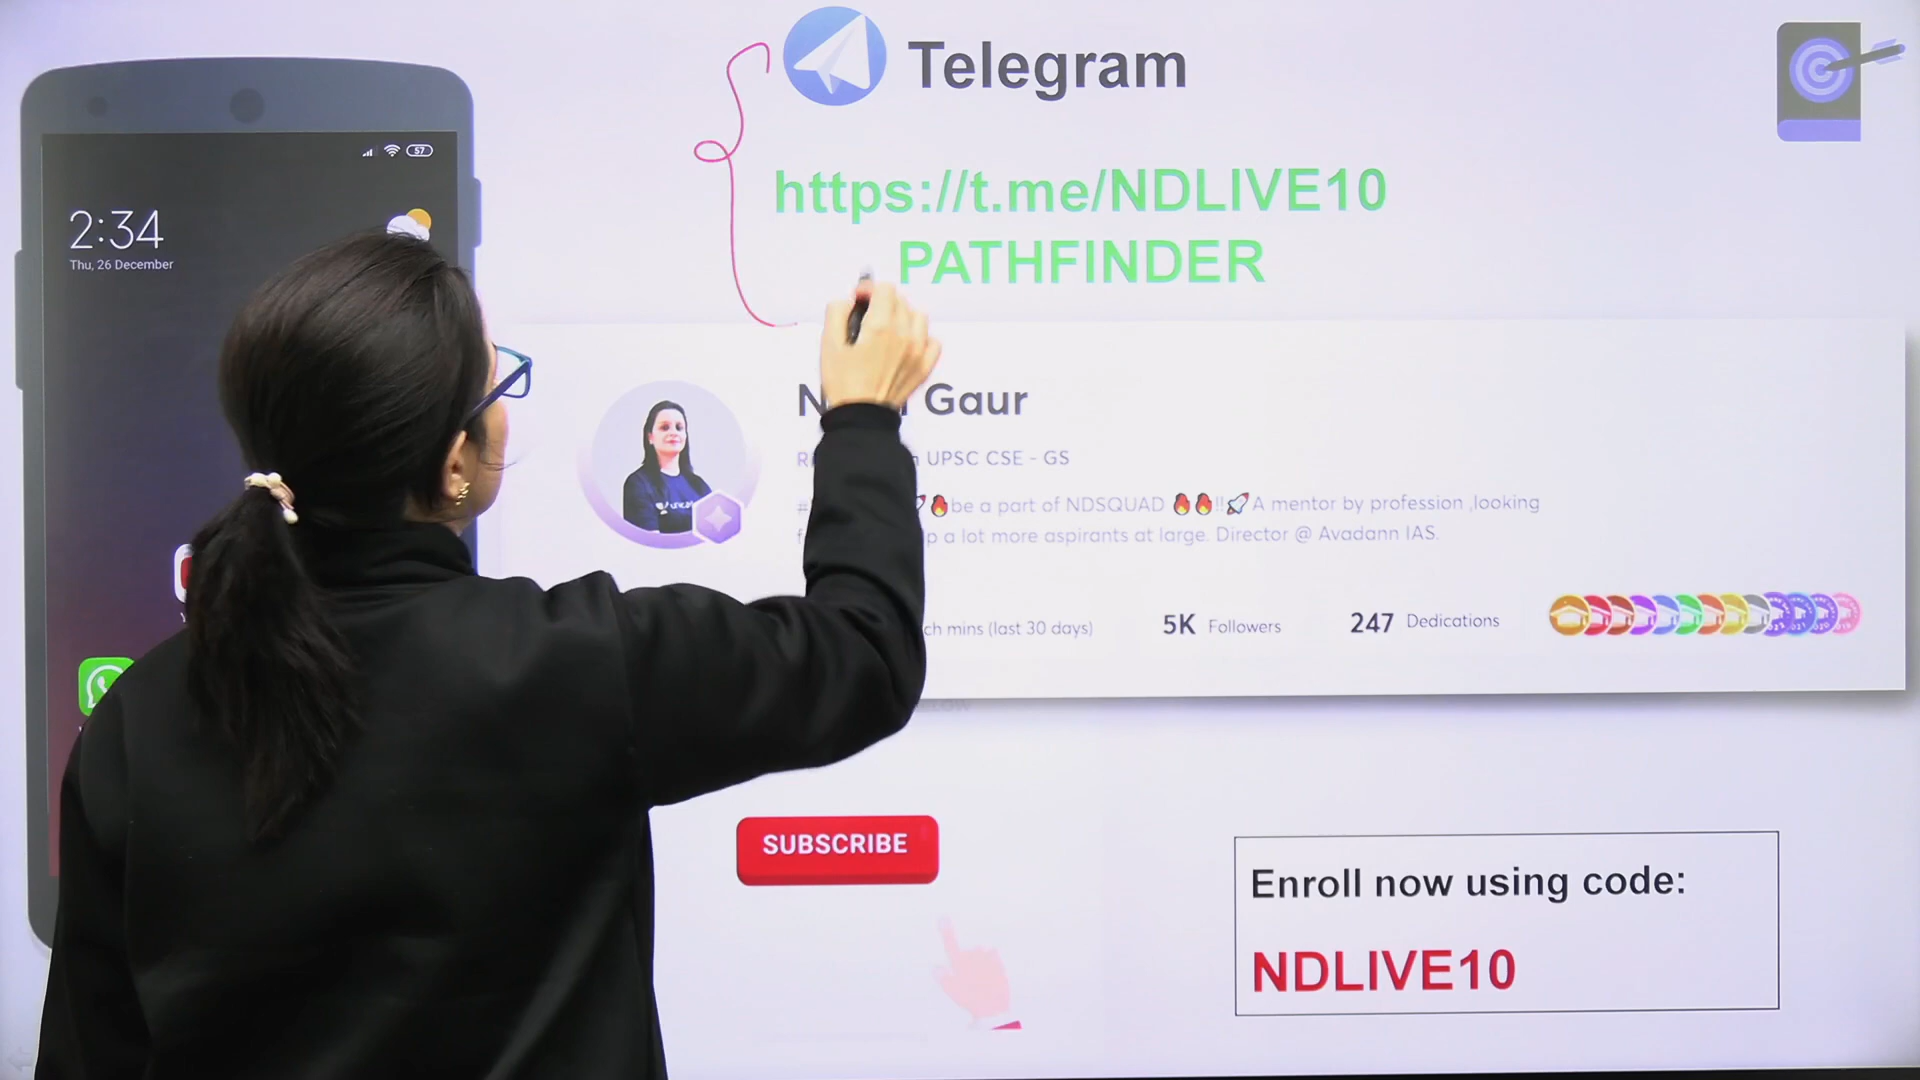 Telegram
https://t.me/NDLIVE10
PATHFINDER
57
2:34
Thu, 26 December
Gaur
UPSC CSE - GS
be a part of NDSQUAD !! A mentor by profession ,looking
a lot more aspirants at large. Director @ Avadann IAS.
mins (last 30 days)
5K Followers
247 Dedications
SUBSCRIBE
Enroll now using code:
NDLIVE10